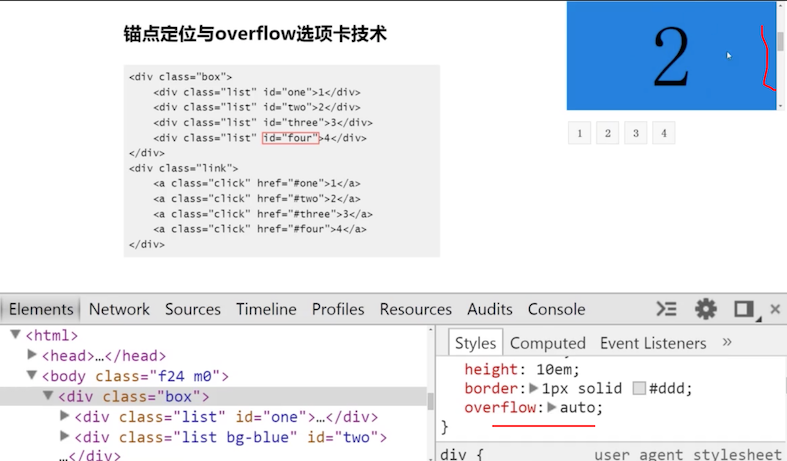 锚点定位与overflow选项卡技术
<div class="box">
<div class="list" id="one">1</div>
<div class="list" id="two">2</div>
<div class="list" id="three">3</div>
<div class="list" id="four">4</div>
</div>
<div class="link">
<a class="click" href="#one">1</a>
<a class="click" href="#two">2</a>
<a class="click" href="#three">3</a>
<a class="click" href="#four">4</a>
</div>
2
1 2 3 4
Elements Network Sources Timeline Profiles Resources Audits Console
<html>
<head>…</head>
<body class="f24 m0">
<div class="box">
<div class="list" id="one">…</div>
<div class="list bg-blue" id="two">
…</div>
Styles Computed Event Listeners »
height: 10em;
border: 1px solid #ddd;
overflow: auto;
}
div { user agent stylesheet